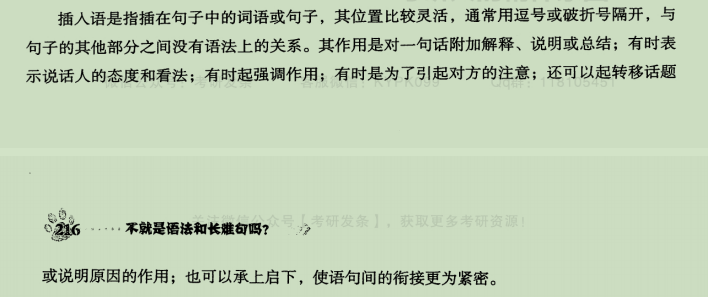 插入语是指插在句子中的词语或句子，其位置比较灵活，通常用逗号或破折号隔开，与
句子的其他部分之间没有语法上的关系。其作用是对一句话附加解释、说明或总结；有时表
示说话人的态度和看法；有时起强调作用；有时是为了引起对方的注意；还可以起转移话题
关注微信公众号【考研发条】，获取更多考研资源！
216 ······ 不就是语法和长难句吗？
或说明原因的作用；也可以承上启下，使语句间的衔接更为紧密。